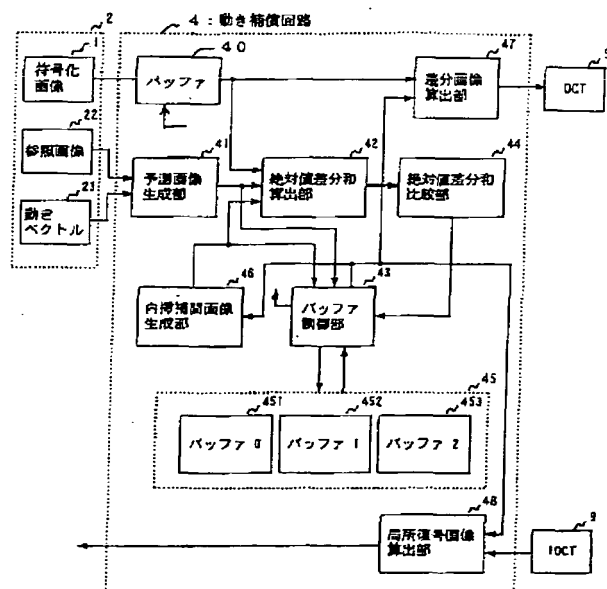 2
4：動き補償回路
1
符号化
画像
40
バッファ
47
差分画像
算出部
DCT
22
参照画像
41
予測画像
生成部
42
絶対値差分和
算出部
44
絶対値差分和
比較部
21
動き
ベクトル
46
内挿補間画像
生成部
43
バッファ
制御部
45
451
バッファ 0
452
バッファ 1
453
バッファ 2
48
局所復号画像
算出部
9
IDCT